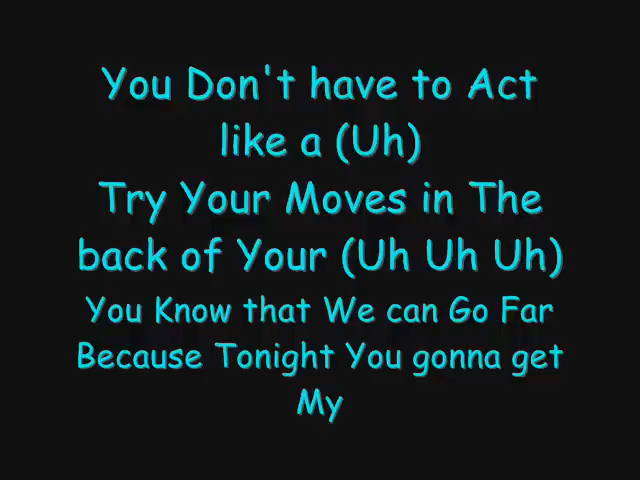 You Don't have to Act
like a (Uh)
Try Your Moves in The
back of Your (Uh Uh Uh)
You Know that We can Go Far
Because Tonight You gonna get
My